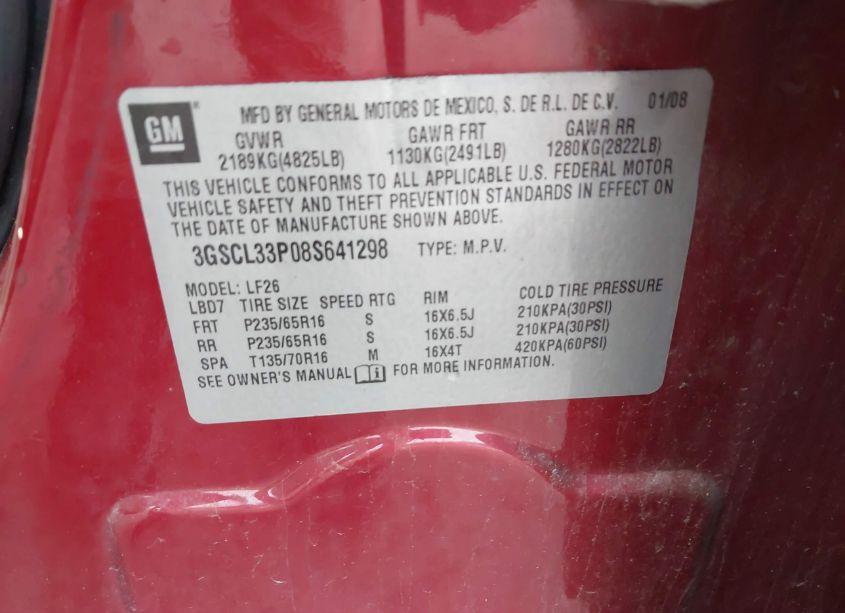 GM® MFD BY GENERAL MOTORS DE MEXICO, S. DE R.L. DE C.V. 01/08
GVWR GAWR FRT GAWR RR
2189KG(4825LB) 1130KG(2491LB) 1280KG(2822LB)
THIS VEHICLE CONFORMS TO ALL APPLICABLE U.S. FEDERAL MOTOR
VEHICLE SAFETY AND THEFT PREVENTION STANDARDS IN EFFECT ON
THE DATE OF MANUFACTURE SHOWN ABOVE.
3GSCL33P08S641298 TYPE: M.P.V.
MODEL: LF26
LBD7 TIRE SIZE SPEED RTG RIM COLD TIRE PRESSURE
FRT P235/65R16 S 16X6.5J 210KPA(30PSI)
RR P235/65R16 S 16X6.5J 210KPA(30PSI)
SPA T135/70R16 M 16X4T 420KPA(60PSI)
SEE OWNER'S MANUAL FOR MORE INFORMATION.